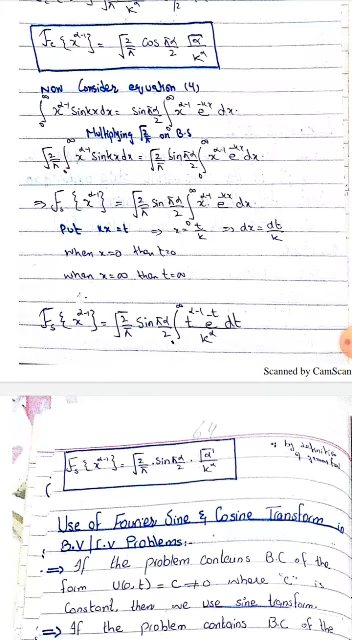 √2/π kᵅ /2
F꜀{x^(α-1)} = √(2/π) cos πα/2 Γα/k^α
Now Consider equation (4)
∫₀^∞ x^(α-1) Sinkx dx = Sin πα/2 ∫₀^∞ x^(α-1) e^(-kx) dx.
Multiplying √(2/π) on B.S
√(2/π) ∫₀^∞ x^(α-1) Sinkx dx = √(2/π) Sin πα/2 ∫₀^∞ x^(α-1) e^(-kx) dx.
⇒ Fₛ{x^(α-1)} = √(2/π) Sin πα/2 ∫₀^∞ x^(α-1) e^(-kx) dx.
Put kx = t ⇒ x = t/k ⇒ dx = dt/k
when x=0 then t=0
when x=∞ then t=∞
∴
Fₛ{x^(α-1)} = √(2/π) Sin πα/2 ∫₀^∞ t^(α-1) e^(-t)/k^α dt
Scanned by CamScan
64
Fₛ{x^(α-1)} = √(2/π) . Sin πα/2 . Γα/k^α
∵ by definition
of gamma fun
Use of Fourier Sine & Cosine Transform in
B.V/I.V Problems:-
⇒ If the problem contains B.C of the
form U(0,t) = C ≠ 0 where "C" is
Constant, then we use sine transform.
⇒ If the problem contains B.C of the